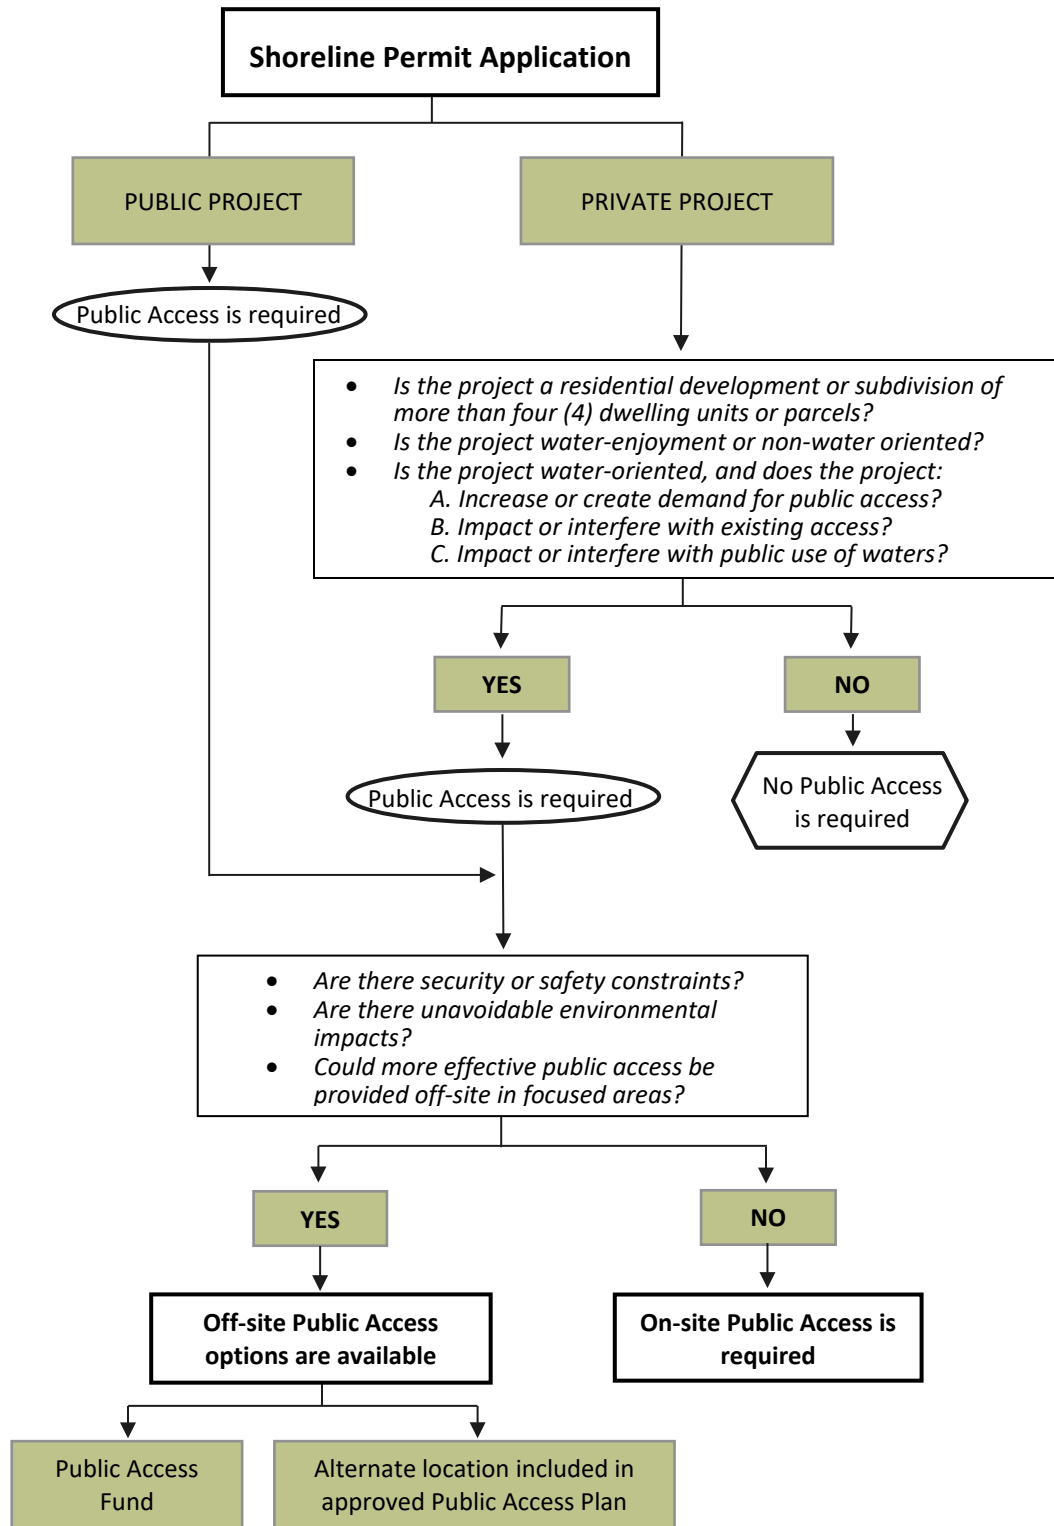 Shoreline Permit Application
PUBLIC PROJECT
PRIVATE PROJECT
Public Access is required
• Is the project a residential development or subdivision of
more than four (4) dwelling units or parcels?
• Is the project water-enjoyment or non-water oriented?
• Is the project water-oriented, and does the project:
A. Increase or create demand for public access?
B. Impact or interfere with existing access?
C. Impact or interfere with public use of waters?
YES
NO
Public Access is required
No Public Access
is required
• Are there security or safety constraints?
• Are there unavoidable environmental
impacts?
• Could more effective public access be
provided off-site in focused areas?
YES
NO
Off-site Public Access
options are available
On-site Public Access is
required
Public Access
Fund
Alternate location included in
approved Public Access Plan